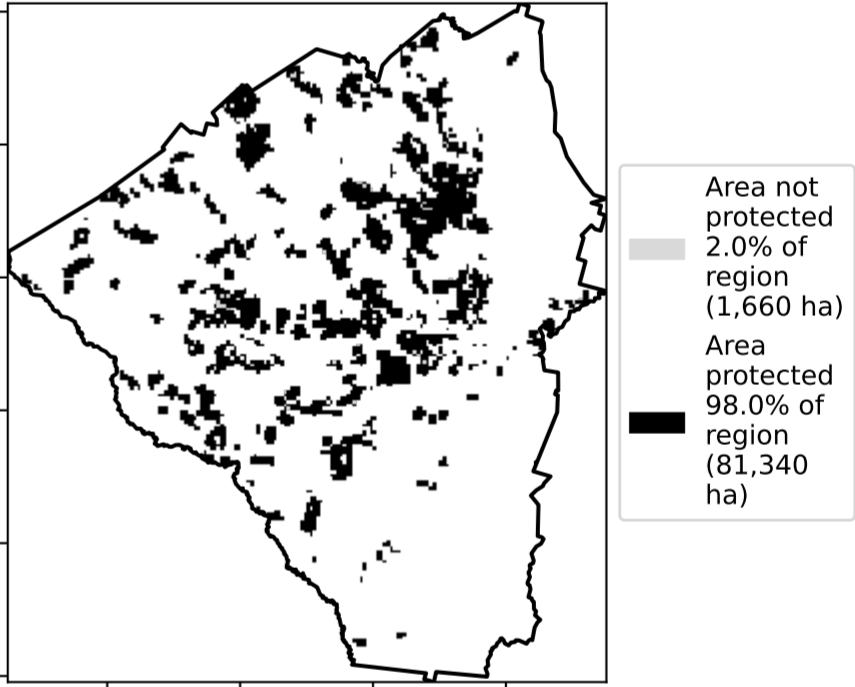 Area not
protected
2.0% of
region
(1,660 ha)
Area
protected
98.0% of
region
(81,340
ha)